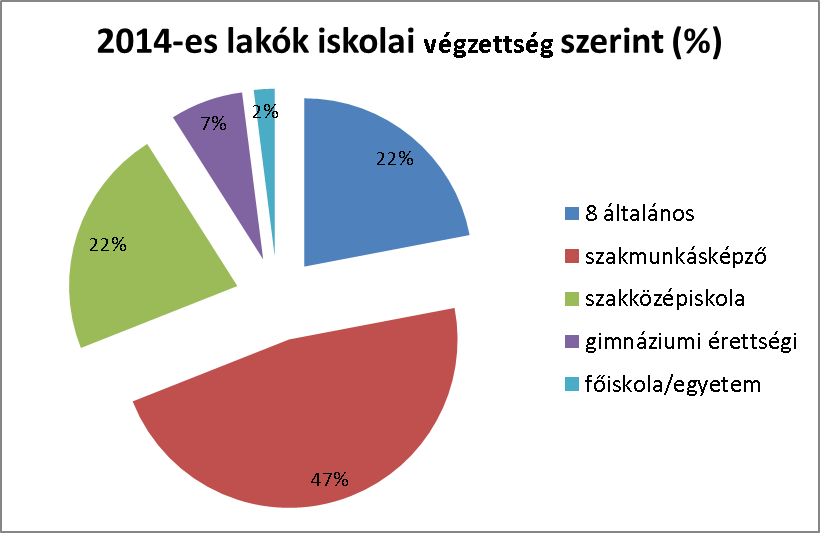 2014-es lakók iskolai végzettség szerint (%)
2%
7%
22%
22%
47%
8 általános
szakmunkásképző
szakközépiskola
gimnáziumi érettségi
főiskola/egyetem